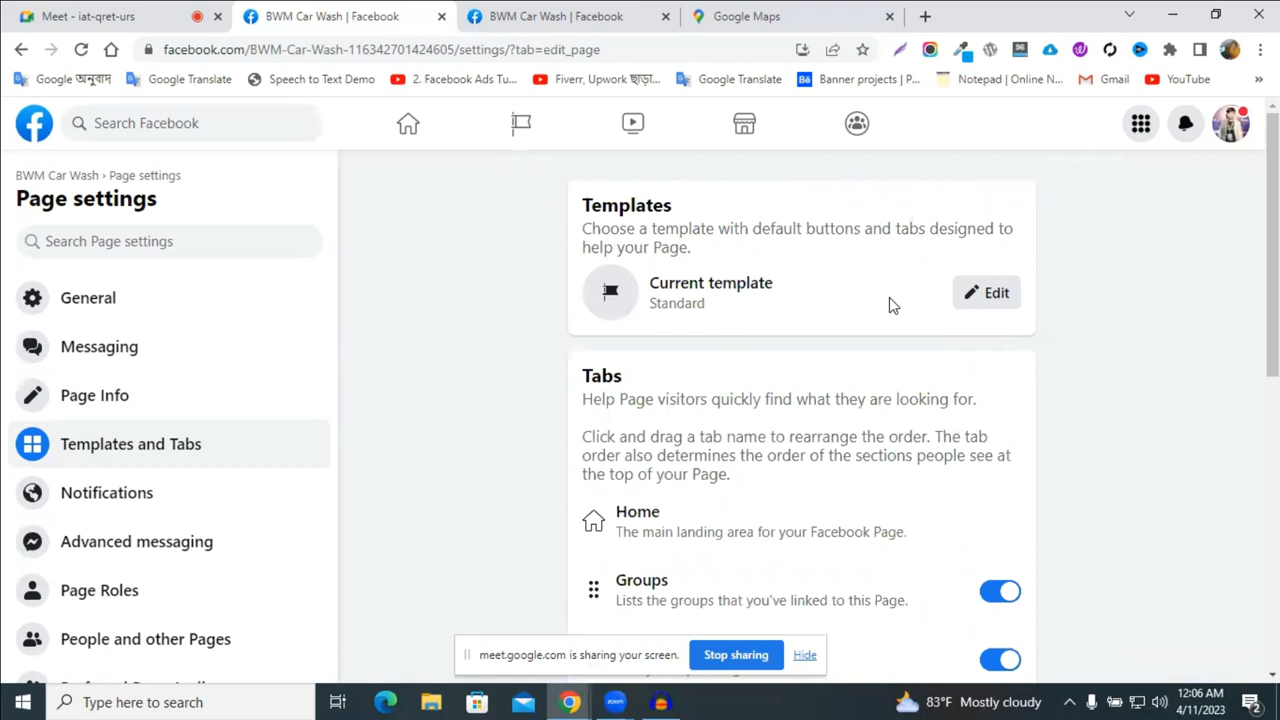 Meet - iat-qret-urs
BWM Car Wash | Facebook
BWM Car Wash | Facebook
Google Maps
facebook.com/BWM-Car-Wash-116342701424605/settings/?tab=edit_page
Google অনুবাদ
Google Translate
Speech to Text Demo
2. Facebook Ads Tu...
Fiverr, Upwork ছাড়া...
Google Translate
Banner projects | P...
Notepad | Online N...
Gmail
YouTube
Search Facebook
BWM Car Wash › Page settings
Page settings
Search Page settings
General
Messaging
Page Info
Templates and Tabs
Notifications
Advanced messaging
Page Roles
People and other Pages
Templates
Choose a template with default buttons and tabs designed to
help your Page.
Current template
Standard
Edit
Tabs
Help Page visitors quickly find what they are looking for.
Click and drag a tab name to rearrange the order. The tab
order also determines the order of the sections people see at
the top of your Page.
Home
The main landing area for your Facebook Page.
Groups
Lists the groups that you've linked to this Page.
meet.google.com is sharing your screen.
Stop sharing
Hide
Type here to search
83°F Mostly cloudy
12:06 AM
4/11/2023
2